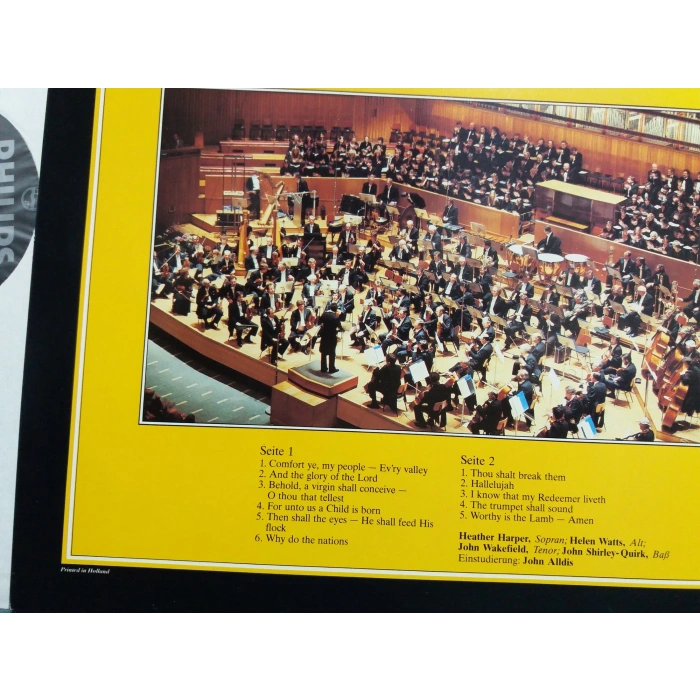 PHILIPS
Seite 1
1. Comfort ye, my people — Ev'ry valley
2. And the glory of the Lord
3. Behold, a virgin shall conceive —
O thou that tellest
4. For unto us a Child is born
5. Then shall the eyes — He shall feed His
flock
6. Why do the nations
Seite 2
1. Thou shalt break them
2. Hallelujah
3. I know that my Redeemer liveth
4. The trumpet shall sound
5. Worthy is the Lamb — Amen
Heather Harper, Sopran; Helen Watts, Alt;
John Wakefield, Tenor; John Shirley-Quirk, Baß
Einstudierung: John Alldis
Printed in Holland